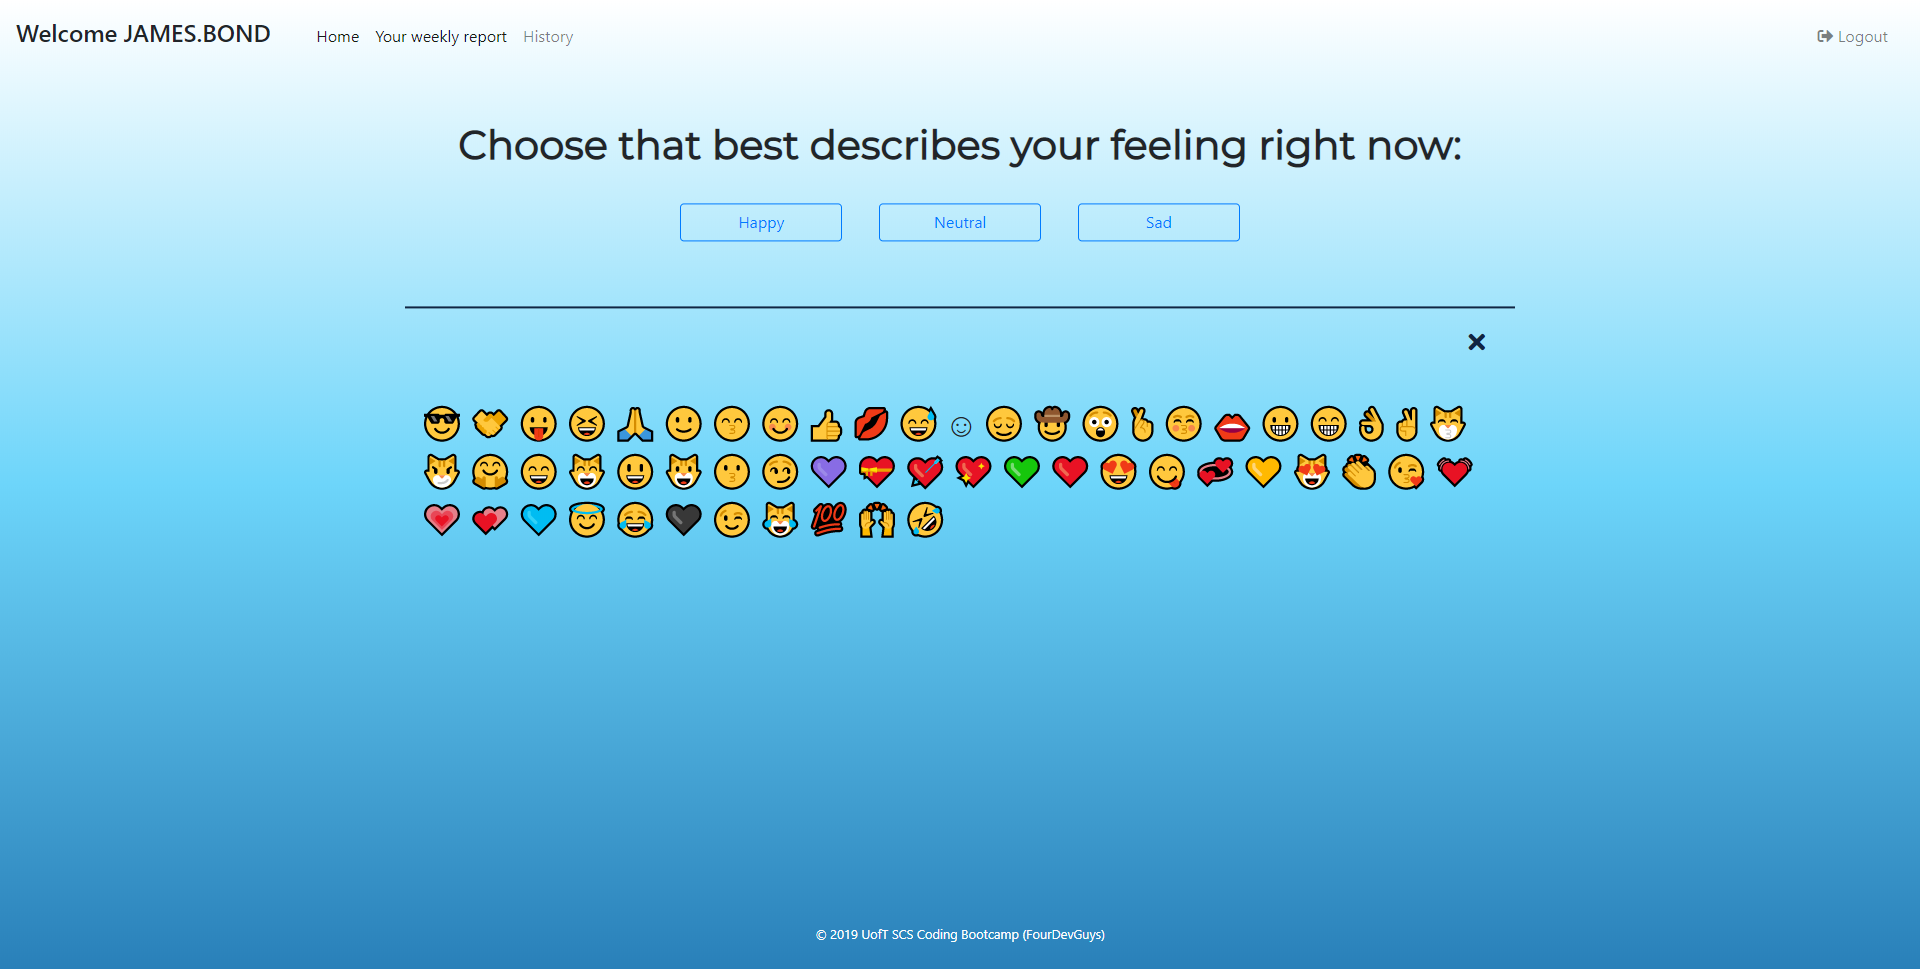 Welcome JAMES.BOND Home Your weekly report History Logout
Choose that best describes your feeling right now:
Happy Neutral Sad
100
© 2019 UofT SCS Coding Bootcamp (FourDevGuys)